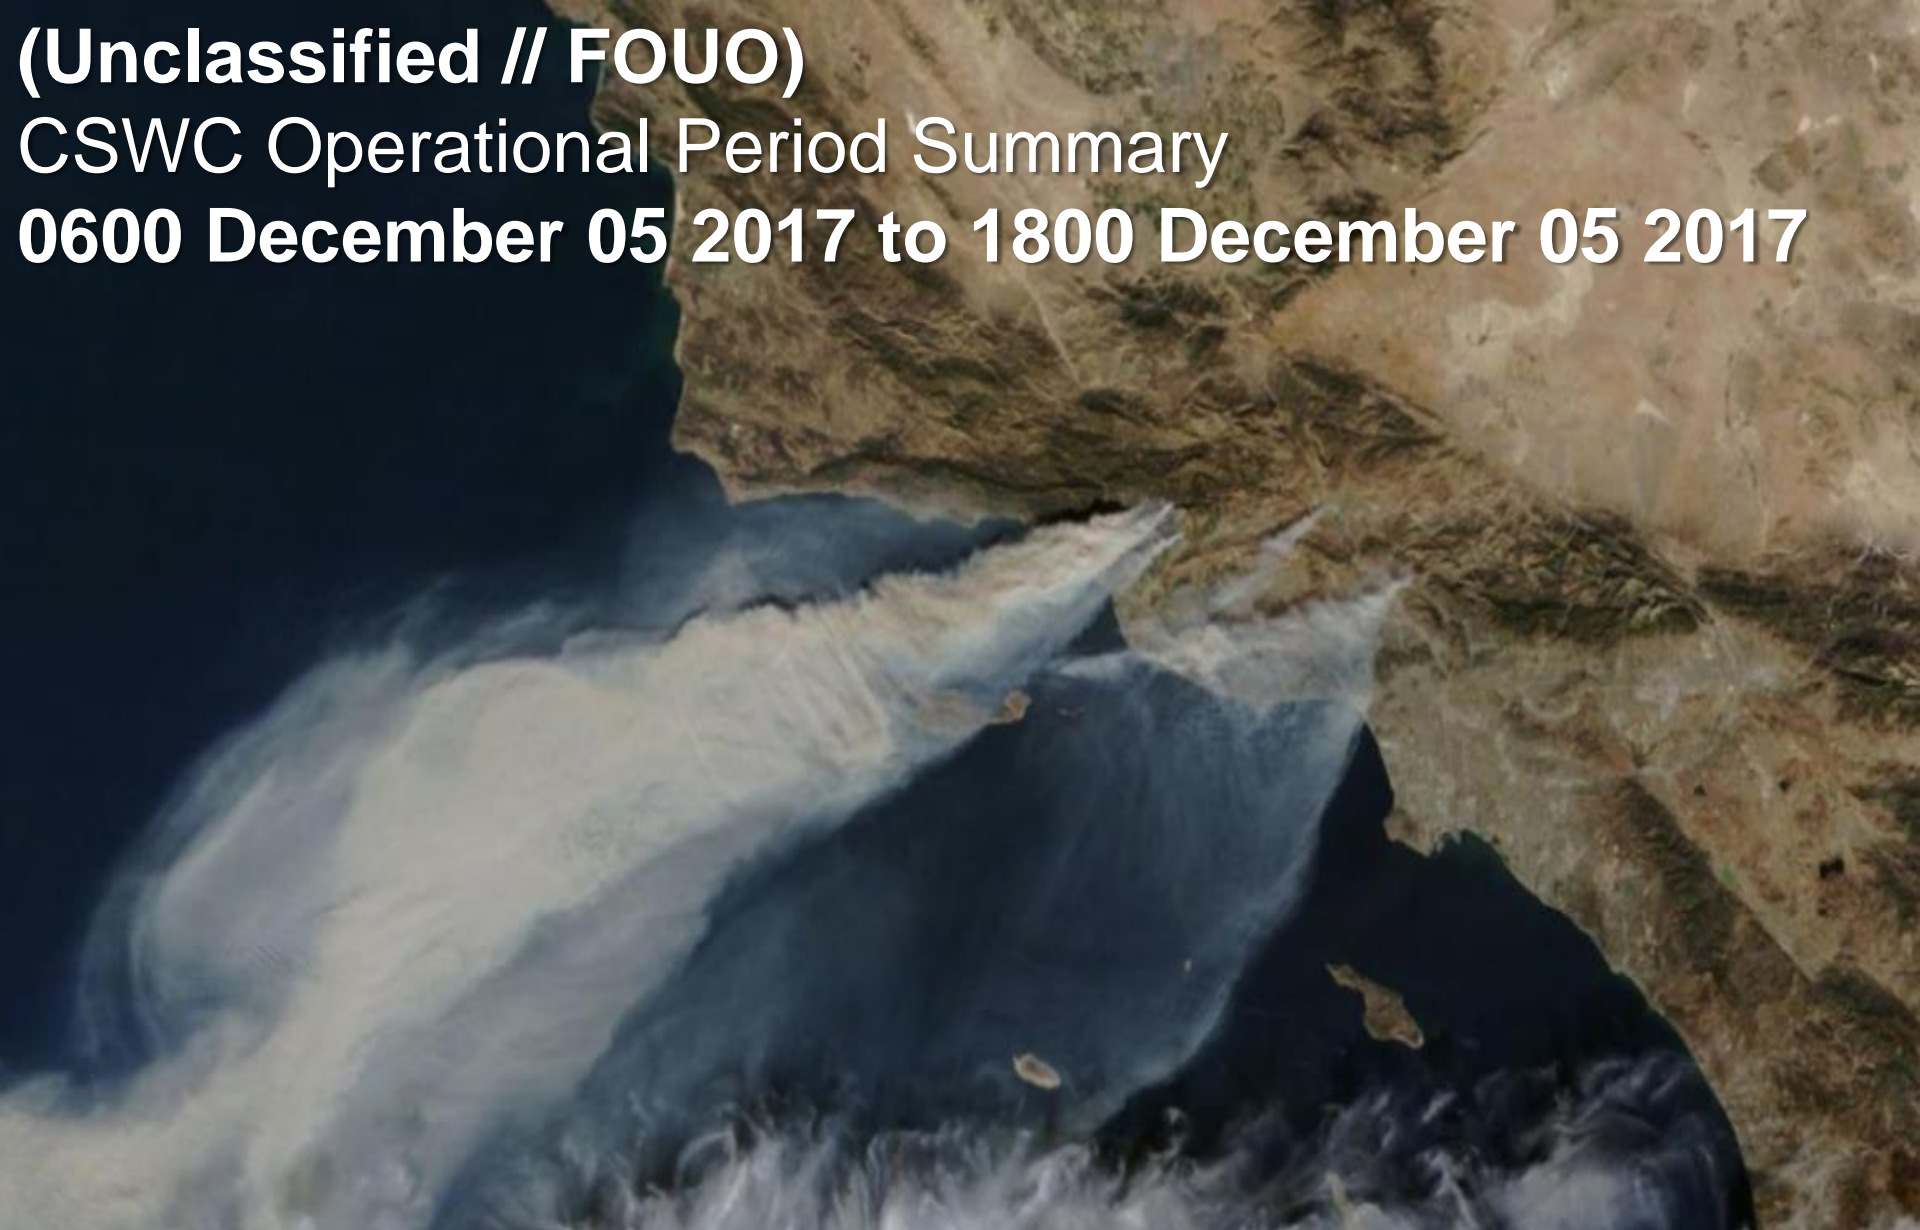 (Unclassified // FOUO)
CSWC Operational Period Summary
0600 December 05 2017 to 1800 December 05 2017